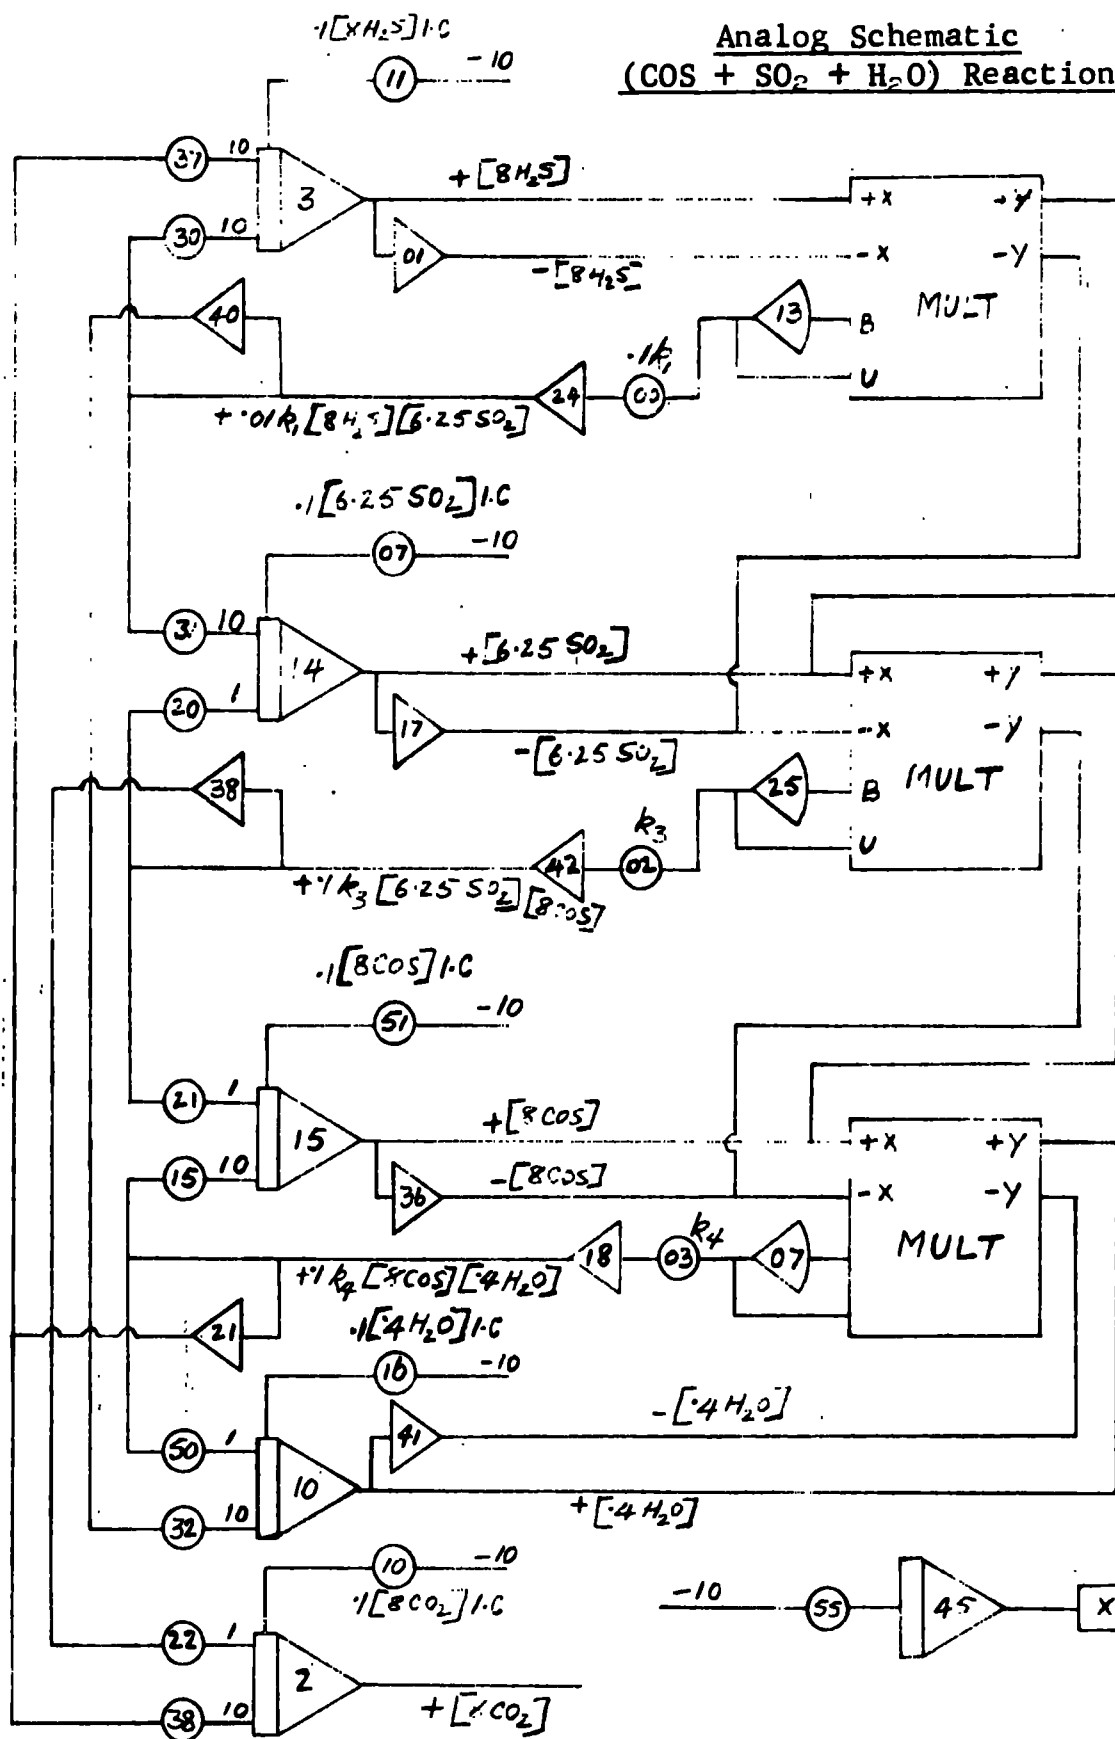 Analog Schematic
(COS + SO₂ + H₂O) Reaction
.1[8H₂S]I.C
11
-10
37
10
3
+[8H₂S]
+X
+Y
30
10
01
-[8H₂S]
-X
-Y
MULT
40
13
B
.1k₁
U
24
00
+.01k₁[8H₂S][6.25SO₂]
.1[6.25SO₂]I.C
07
-10
31
10
14
+[6.25SO₂]
+X
+Y
20
1
17
-[6.25SO₂]
-X
-Y
MULT
38
25
B
k₃
U
42
02
+.1k₃[6.25SO₂][8COS]
.1[8COS]I.C
51
-10
21
1
15
+[8COS]
+X
+Y
15
10
36
-[8COS]
-X
-Y
MULT
k₄
18
03
07
+.1k₄[8COS][.4H₂O]
21
.1[.4H₂O]I.C
16
-10
-[.4H₂O]
50
1
41
10
32
10
+[.4H₂O]
10
-10
.1[8CO₂]I.C
-10
55
45
X
22
1
2
38
10
+[8CO₂]